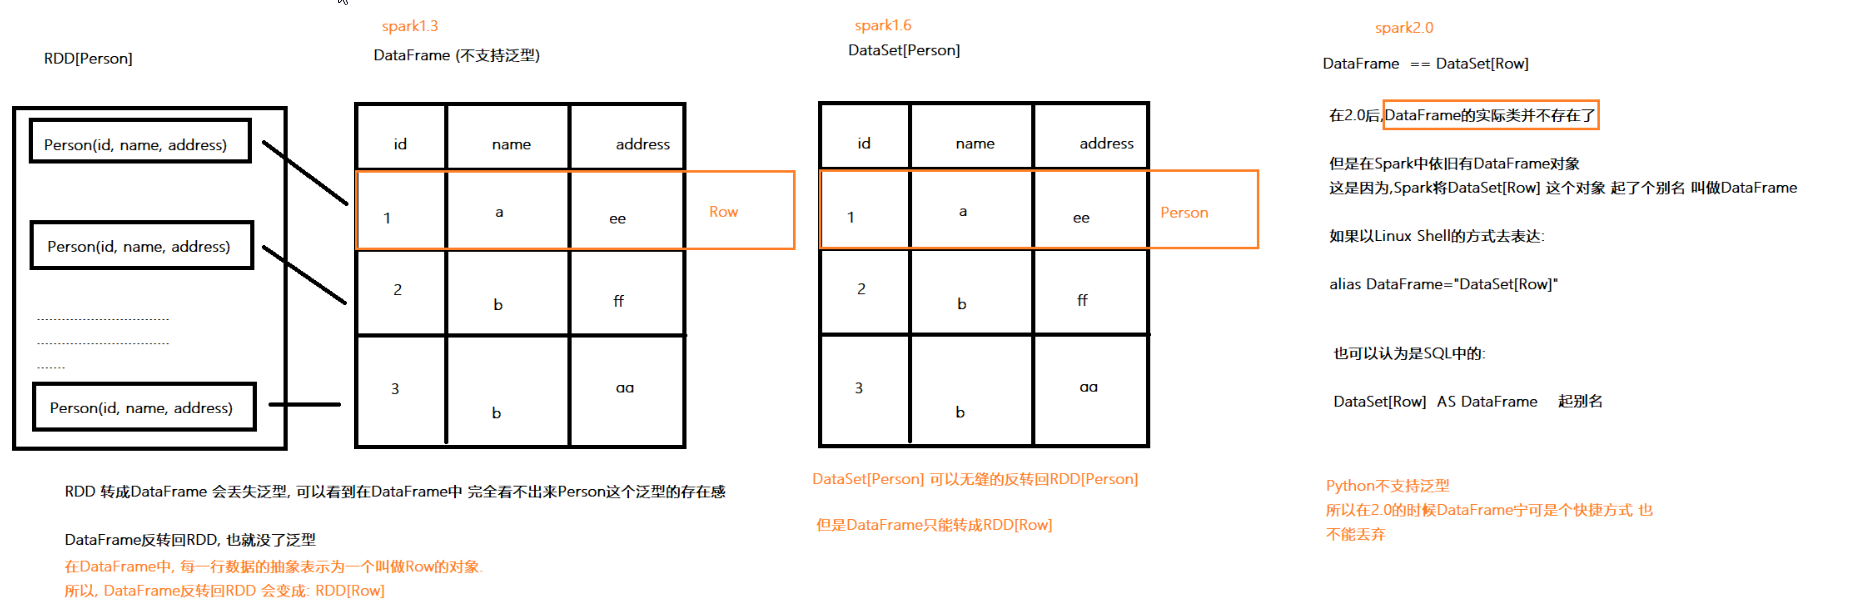 RDD[Person]
Person(id, name, address)
Person(id, name, address)
--------------------------------
--------------------------------
-------
Person(id, name, address)
spark1.3
DataFrame (不支持泛型)
id name address
1 a ee Row
2 b ff
3 b aa
RDD 转成DataFrame 会丢失泛型, 可以看到在DataFrame中 完全看不出来Person这个泛型的存在感
DataFrame反转回RDD, 也就没了泛型
在DataFrame中, 每一行数据的抽象表示为一个叫做Row的对象.
所以, DataFrame反转回RDD 会变成: RDD[Row]
spark1.6
DataSet[Person]
id name address
1 a ee Person
2 b ff
3 b aa
DataSet[Person] 可以无缝的反转回RDD[Person]
但是DataFrame只能转成RDD[Row]
spark2.0
DataFrame == DataSet[Row]
在2.0后,DataFrame的实际类并不存在了
但是在Spark中依旧有DataFrame对象
这是因为,Spark将DataSet[Row] 这个对象 起了个别名 叫做DataFrame
如果以Linux Shell的方式去表达:
alias DataFrame="DataSet[Row]"
也可以认为是SQL中的:
DataSet[Row] AS DataFrame 起别名
Python不支持泛型
所以在2.0的时候DataFrame宁可是个快捷方式 也
不能丢弃